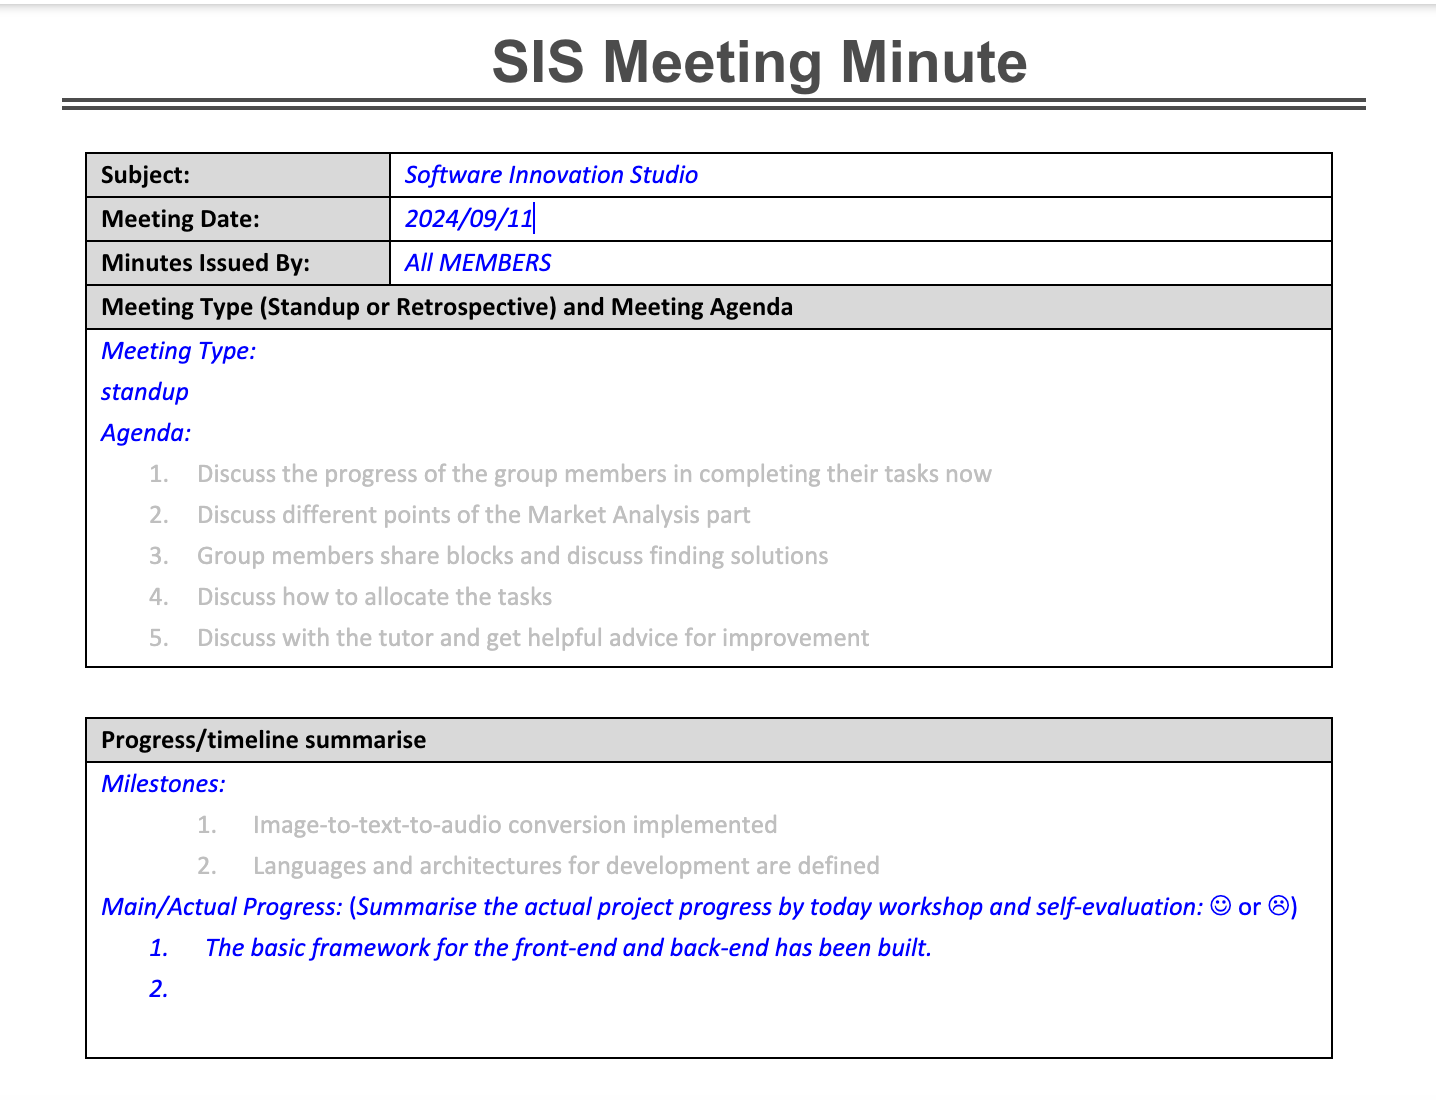 SIS Meeting Minute
Subject: Software Innovation Studio
Meeting Date: 2024/09/11
Minutes Issued By: All MEMBERS
Meeting Type (Standup or Retrospective) and Meeting Agenda
Meeting Type:
standup
Agenda:
1. Discuss the progress of the group members in completing their tasks now
2. Discuss different points of the Market Analysis part
3. Group members share blocks and discuss finding solutions
4. Discuss how to allocate the tasks
5. Discuss with the tutor and get helpful advice for improvement
Progress/timeline summarise
Milestones:
1. Image-to-text-to-audio conversion implemented
2. Languages and architectures for development are defined
Main/Actual Progress: (Summarise the actual project progress by today workshop and self-evaluation: ☺ or ☹)
1. The basic framework for the front-end and back-end has been built.
2.